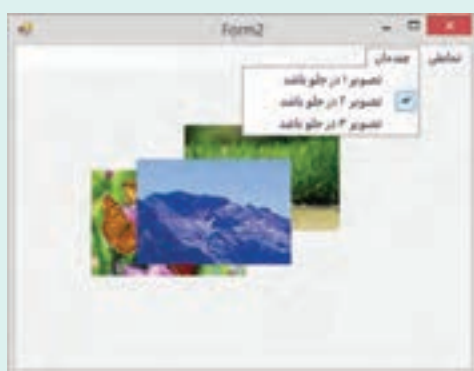 Form2
نمایش چیدمان
تصویر ۱ در جلو باشد
تصویر ۲ در جلو باشد
تصویر ۳ در جلو باشد